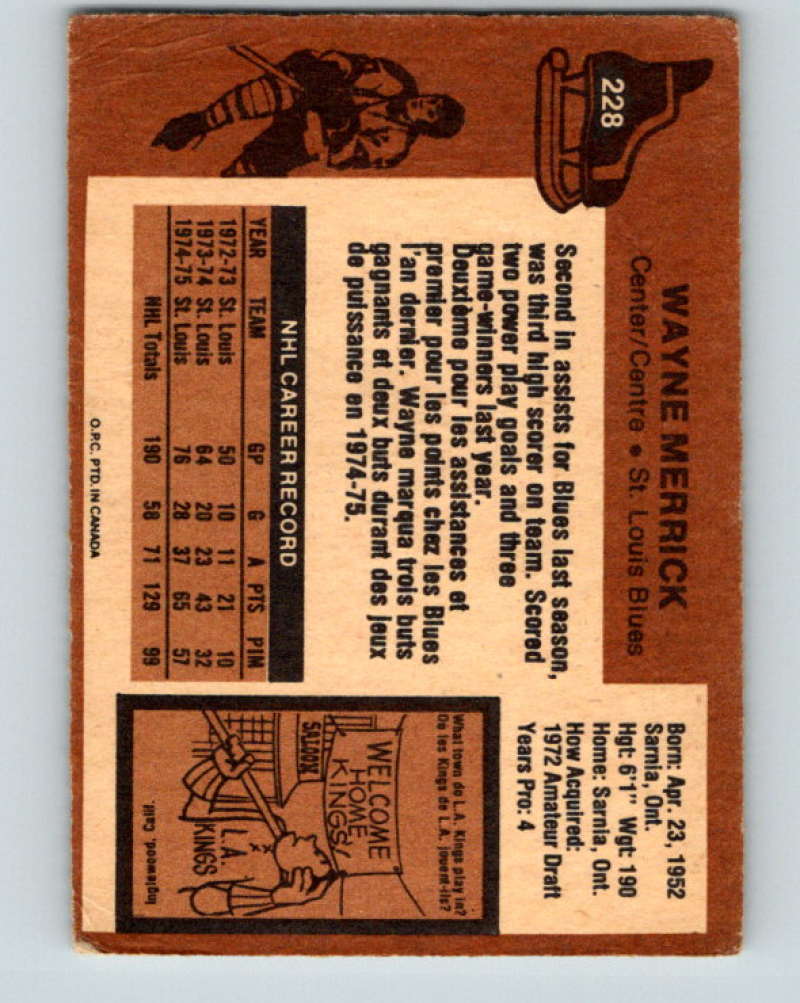 228
WAYNE MERRICK
Center/Centre • St. Louis Blues
Born: Apr. 23, 1952
Sarnia, Ont.
Hgt: 6'1" Wgt: 190
Home: Sarnia, Ont.
How Acquired:
1972 Amateur Draft
Years Pro: 4
Second in assists for Blues last season,
was third high scorer on team. Scored
two power play goals and three
game-winners last year.
Deuxième pour les assistances et
premier pour les points chez les Blues
l'an dernier. Wayne marqua trois buts
gagnants et deux buts durant des jeux
de puissance en 1974-75.
NHL CAREER RECORD
YEAR TEAM GP G A PTS PIM
1972-73 St. Louis 50 10 11 21 10
1973-74 St. Louis 64 20 23 43 32
1974-75 St. Louis 76 28 37 65 57
NHL Totals 190 58 71 129 99
What town do L.A. Kings play in?
Où les Kings de L.A. jouent-ils?
WELCOME
HOME
KINGS!
SALOON
L.A.
KINGS
Inglewood, Calif.
O.P.C. PTD. IN CANADA